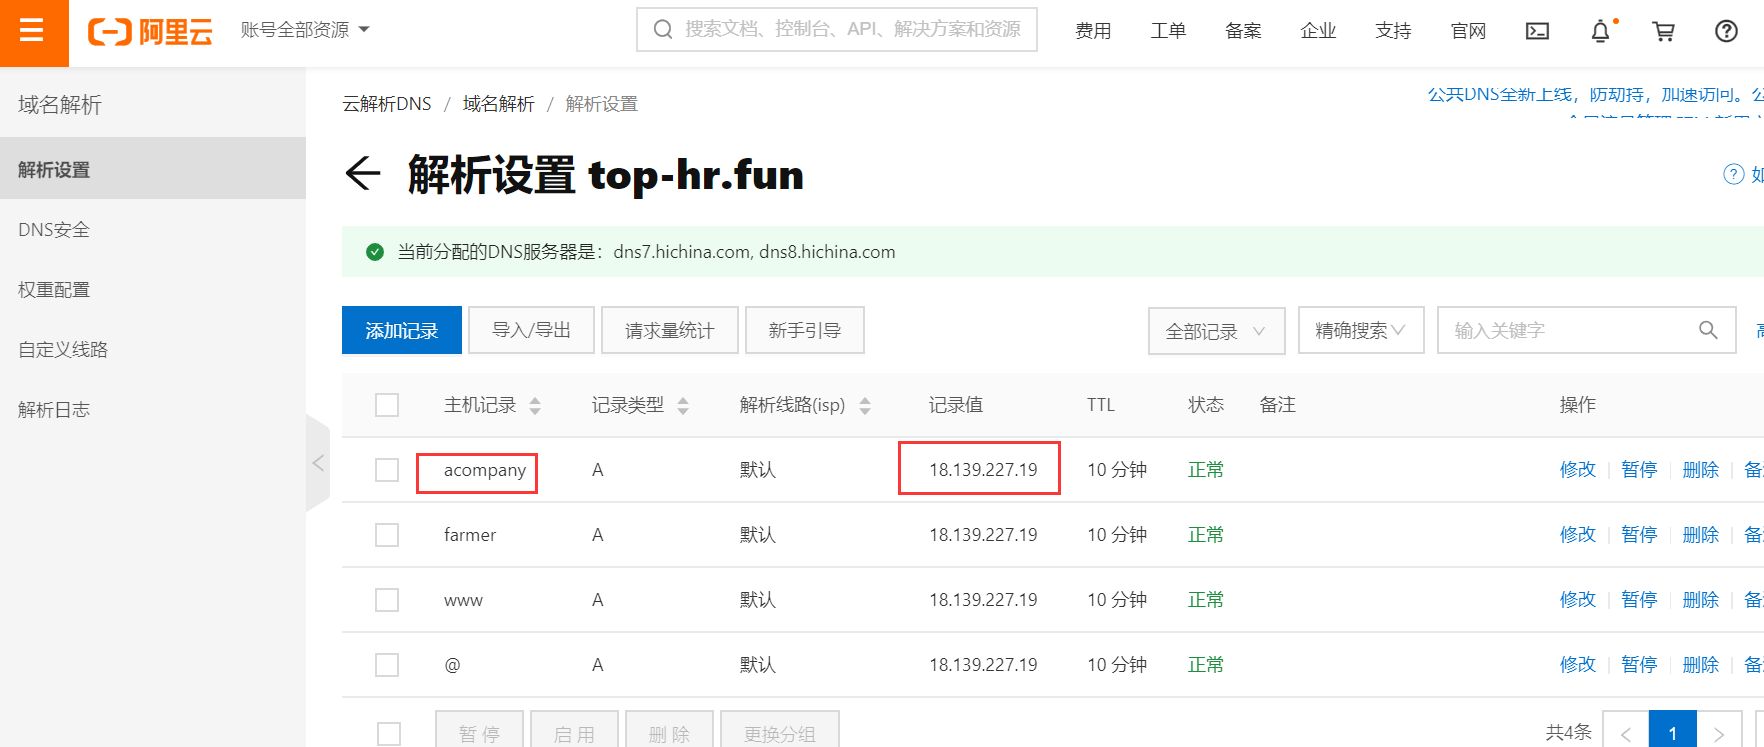 阿里云 账号全部资源 搜索文档、控制台、API、解决方案和资源 费用 工单 备案 企业 支持 官网
域名解析
解析设置
DNS安全
权重配置
自定义线路
解析日志
云解析DNS / 域名解析 / 解析设置
公共DNS全新上线，防劫持，加速访问。
解析设置 top-hr.fun
当前分配的DNS服务器是：dns7.hichina.com, dns8.hichina.com
添加记录 导入/导出 请求量统计 新手引导 全部记录 精确搜索 输入关键字
主机记录 记录类型 解析线路(isp) 记录值 TTL 状态 备注 操作
acompany A 默认 18.139.227.19 10 分钟 正常 修改 暂停 删除
farmer A 默认 18.139.227.19 10 分钟 正常 修改 暂停 删除
www A 默认 18.139.227.19 10 分钟 正常 修改 暂停 删除
@ A 默认 18.139.227.19 10 分钟 正常 修改 暂停 删除
暂停 启用 删除 更换分组 共4条 < 1 >